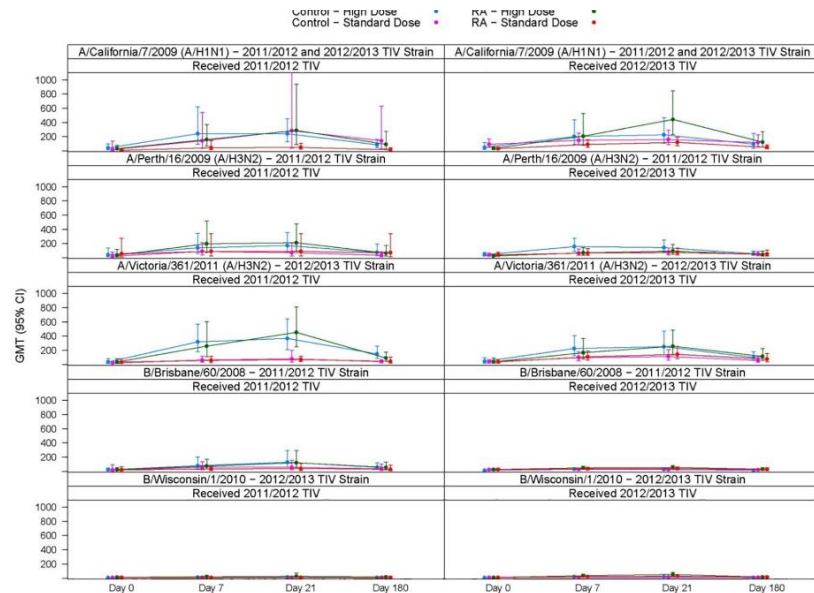 Control – High Dose
RA – High Dose
Control – Standard Dose
RA – Standard Dose
A/California/7/2009 (A/H1N1) – 2011/2012 and 2012/2013 TIV Strain
A/California/7/2009 (A/H1N1) – 2011/2012 and 2012/2013 TIV Strain
Received 2011/2012 TIV
Received 2012/2013 TIV
1000
800
600
400
200
A/Perth/16/2009 (A/H3N2) – 2011/2012 TIV Strain
A/Perth/16/2009 (A/H3N2) – 2011/2012 TIV Strain
Received 2011/2012 TIV
Received 2012/2013 TIV
1000
800
600
400
200
A/Victoria/361/2011 (A/H3N2) – 2012/2013 TIV Strain
A/Victoria/361/2011 (A/H3N2) – 2012/2013 TIV Strain
Received 2011/2012 TIV
Received 2012/2013 TIV
1000
800
600
400
200
GMT (95% CI)
B/Brisbane/60/2008 – 2011/2012 TIV Strain
B/Brisbane/60/2008 – 2011/2012 TIV Strain
Received 2011/2012 TIV
Received 2012/2013 TIV
1000
800
600
400
200
B/Wisconsin/1/2010 – 2012/2013 TIV Strain
B/Wisconsin/1/2010 – 2012/2013 TIV Strain
Received 2011/2012 TIV
Received 2012/2013 TIV
1000
800
600
400
200
Day 0 Day 7 Day 21 Day 180
Day 0 Day 7 Day 21 Day 180